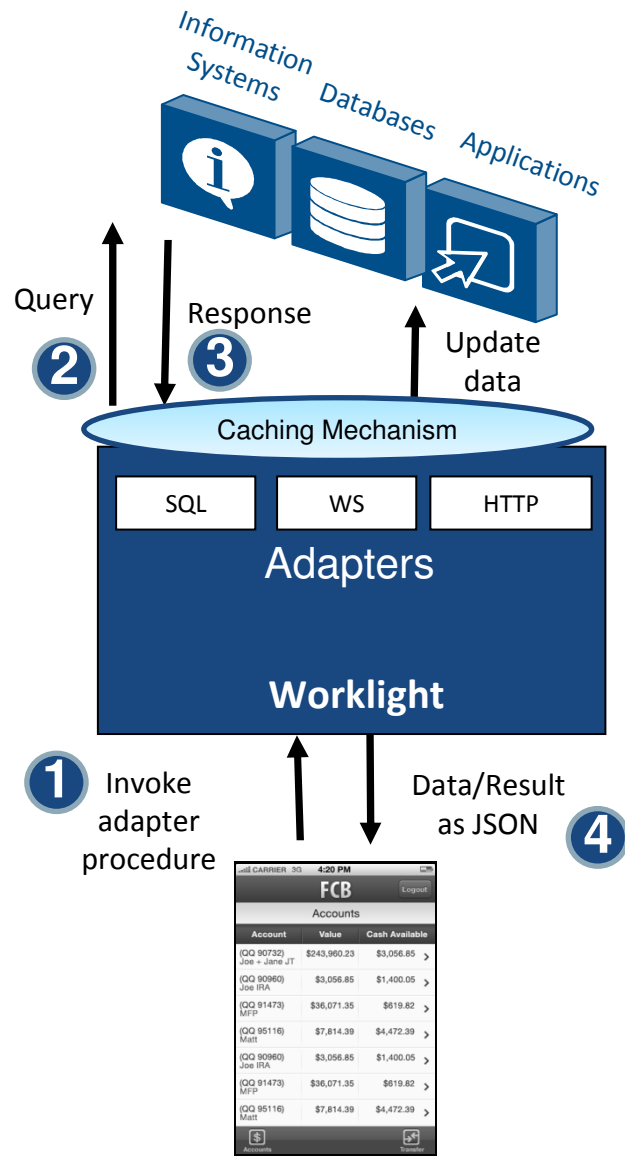 Information
Systems
Databases
Applications
Query
2
Response
3
Update
data
Caching Mechanism
SQL
WS
HTTP
Adapters
Worklight
1
Invoke
adapter
procedure
Data/Result
as JSON
4
CARRIER 3G 4:20 PM
FCB
Logout
Accounts
Account Value Cash Available
(QQ 90732) $243,960.23 $3,056.85
Joe + Jane JT
(QQ 90960) $3,056.85 $1,400.05
Joe IRA
(QQ 91473) $36,071.35 $619.82
MFP
(QQ 95116) $7,814.39 $4,472.39
Matt
(QQ 90960) $3,056.85 $1,400.05
Joe IRA
(QQ 91473) $36,071.35 $619.82
MFP
(QQ 95116) $7,814.39 $4,472.39
Matt
$
Accounts Transfer